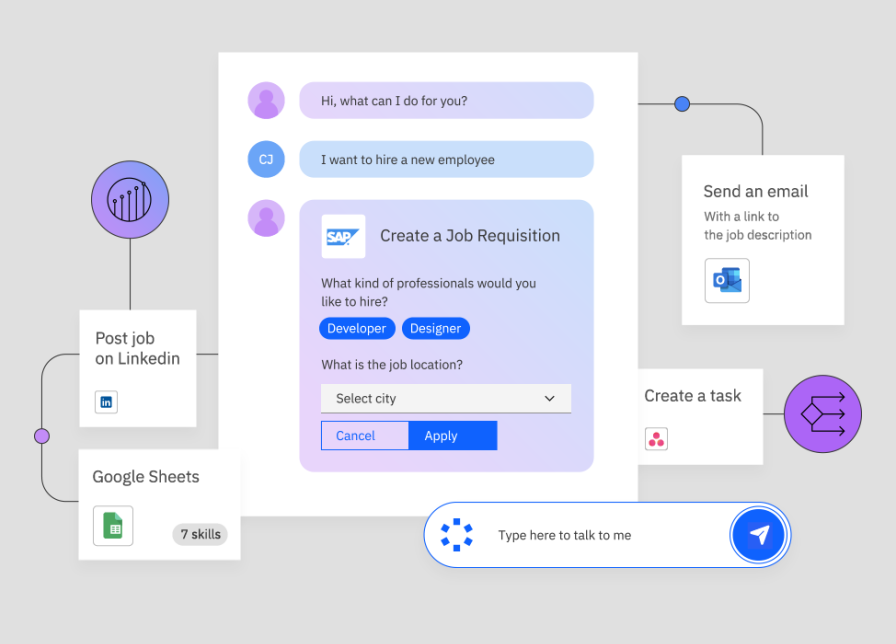 Hi, what can I do for you?
CJ
I want to hire a new employee
SAP
Create a Job Requisition
What kind of professionals would you
like to hire?
Developer
Designer
What is the job location?
Select city
Cancel
Apply
Post job
on Linkedin
in
Google Sheets
7 skills
Send an email
With a link to
the job description
O
Create a task
Type here to talk to me